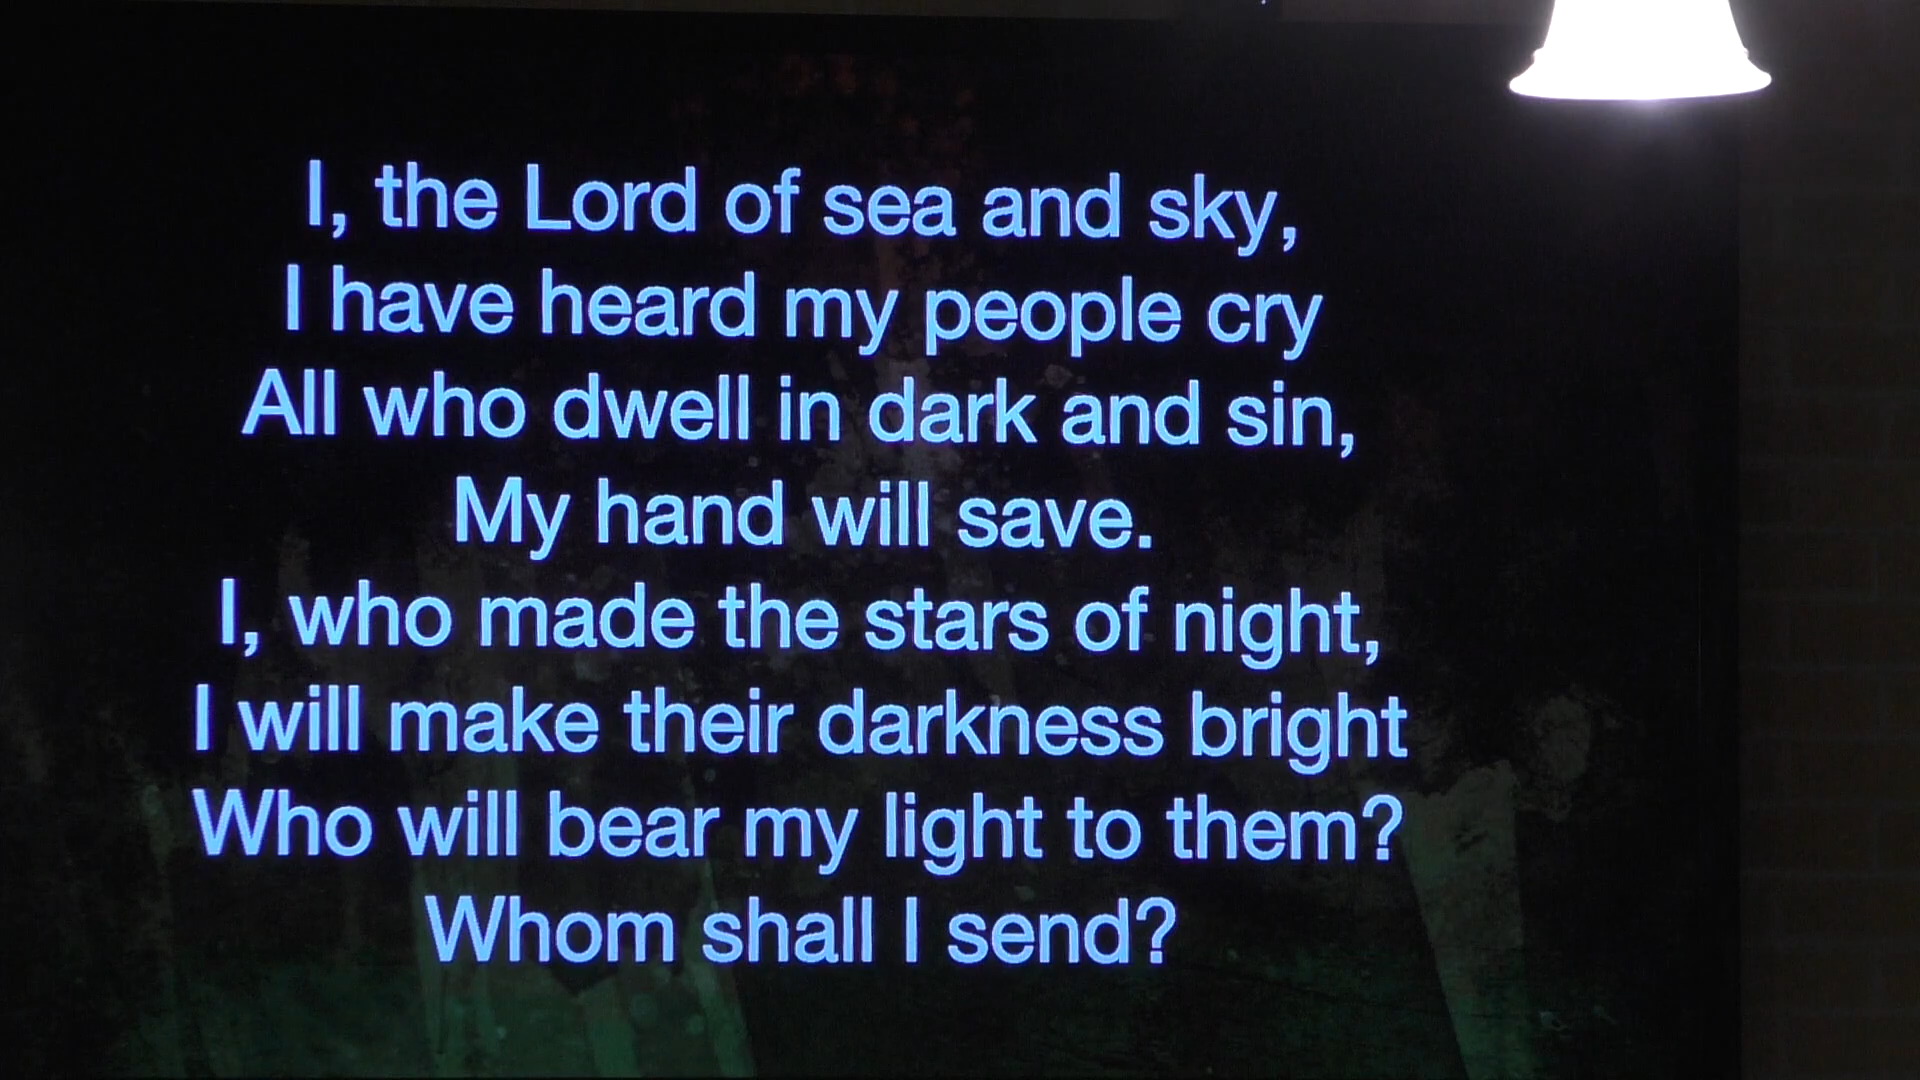 I, the Lord of sea and sky,
I have heard my people cry
All who dwell in dark and sin,
My hand will save.
I, who made the stars of night,
I will make their darkness bright
Who will bear my light to them?
Whom shall I send?